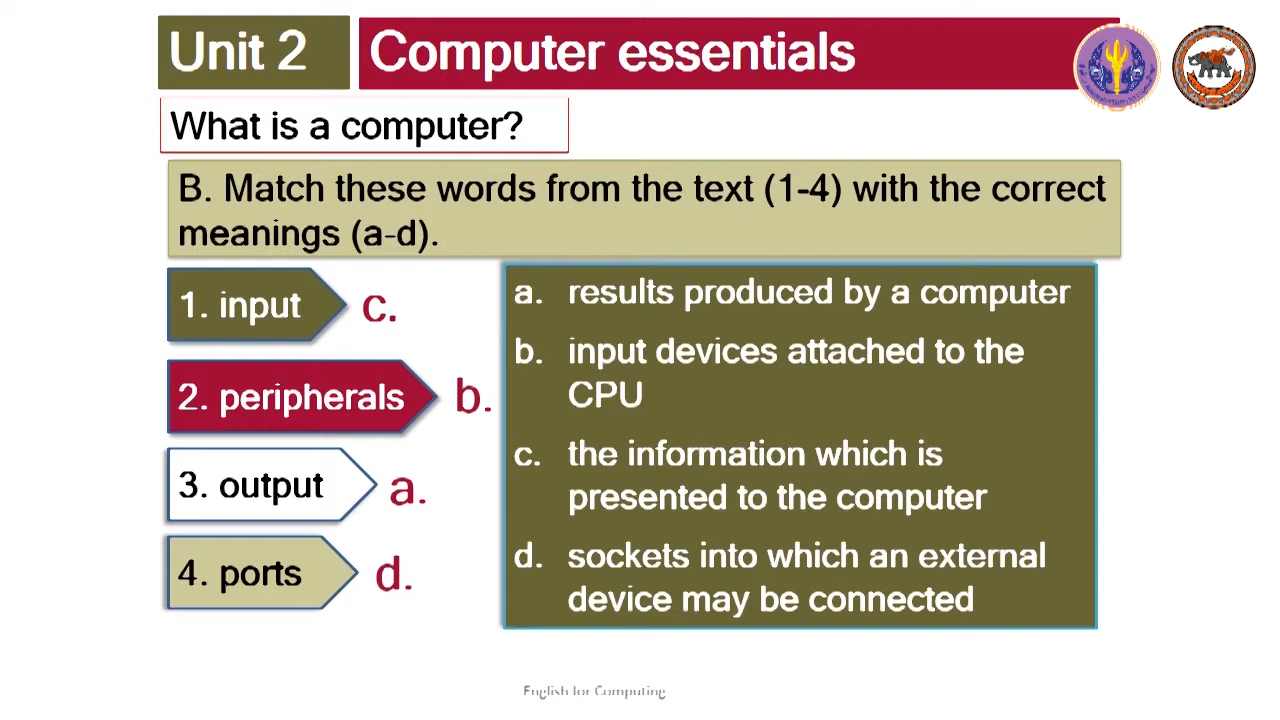 Unit 2
Computer essentials
What is a computer?
B. Match these words from the text (1-4) with the correct
meanings (a-d).
1. input
c.
2. peripherals
b.
3. output
a.
4. ports
d.
a. results produced by a computer
b. input devices attached to the
CPU
c. the information which is
presented to the computer
d. sockets into which an external
device may be connected
English for Computing